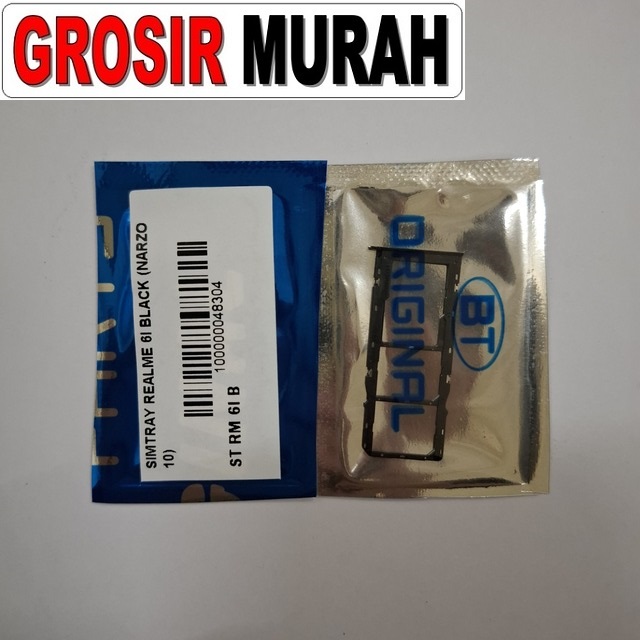 GROSIR MURAH
SIMTRAY REALME 6I BLACK (NARZO
10)
100000048304
ST RM 6I B
BT
ORIGINAL